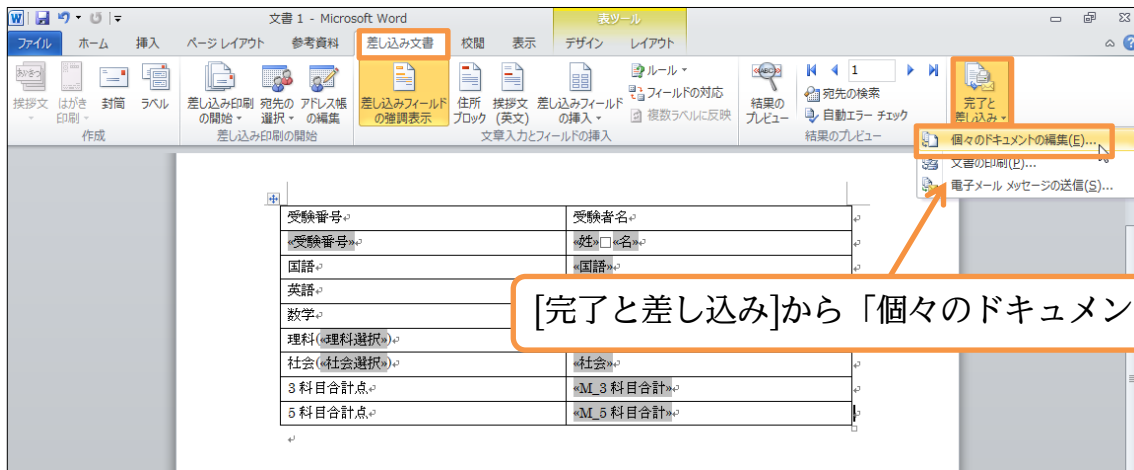 文書 1 - Microsoft Word
表ツール
ファイル ホーム 挿入 ページ レイアウト 参考資料 差し込み文書 校閲 表示 デザイン レイアウト
挨拶文 はがき印刷 封筒 ラベル
作成
差し込み印刷の開始 宛先の選択 アドレス帳の編集
差し込み印刷の開始
差し込みフィールドの強調表示 住所ブロック 挨拶文(英文) 差し込みフィールドの挿入
ルール
フィールドの対応
複数ラベルに反映
文章入力とフィールドの挿入
結果のプレビュー
1
宛先の検索
自動エラー チェック
結果のプレビュー
完了と差し込み
個々のドキュメントの編集(E)...
文書の印刷(P)...
電子メール メッセージの送信(S)...
受験番号 受験者名
«受験番号» «姓»□«名»
国語 «国語»
英語
数学
理科(«理科選択»)
社会(«社会選択») «社会»
3 科目合計点 «M_3 科目合計»
5 科目合計点 «M_5 科目合計»
[完了と差し込み]から「個々のドキュメン